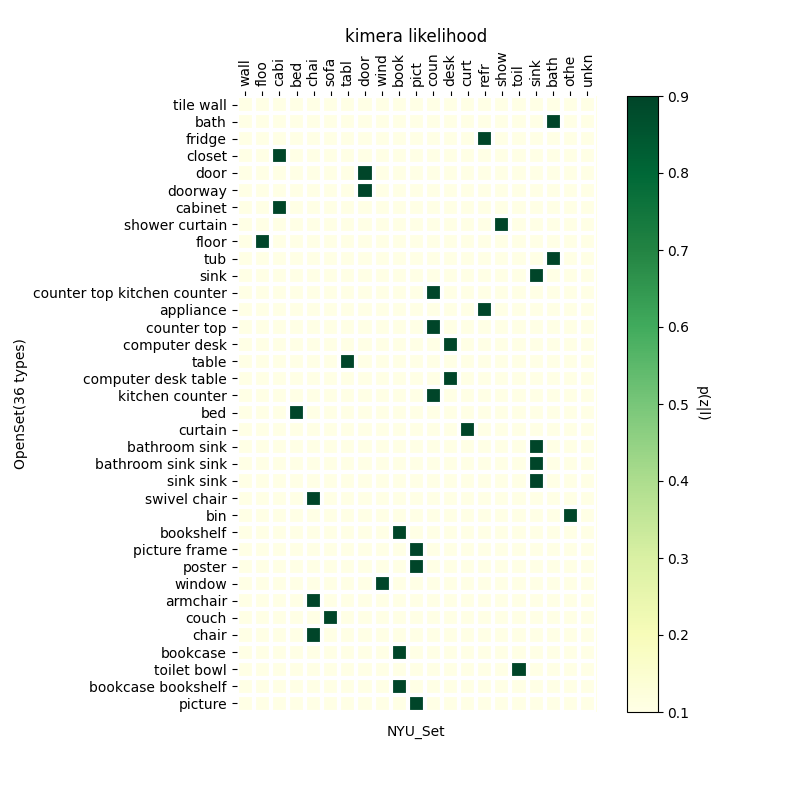 kimera likelihood
wall floo cabi bed chai sofa tabl door wind book pict coun desk curt refr show toil sink bath othe unkn
tile wall
bath
fridge
closet
door
doorway
cabinet
shower curtain
floor
tub
sink
counter top kitchen counter
appliance
counter top
computer desk
table
computer desk table
kitchen counter
bed
curtain
bathroom sink
bathroom sink sink
sink sink
swivel chair
bin
bookshelf
picture frame
poster
window
armchair
couch
chair
bookcase
toilet bowl
bookcase bookshelf
picture
OpenSet(36 types)
NYU_Set
0.9
0.8
0.7
0.6
0.5
0.4
0.3
0.2
0.1
p(z|l)